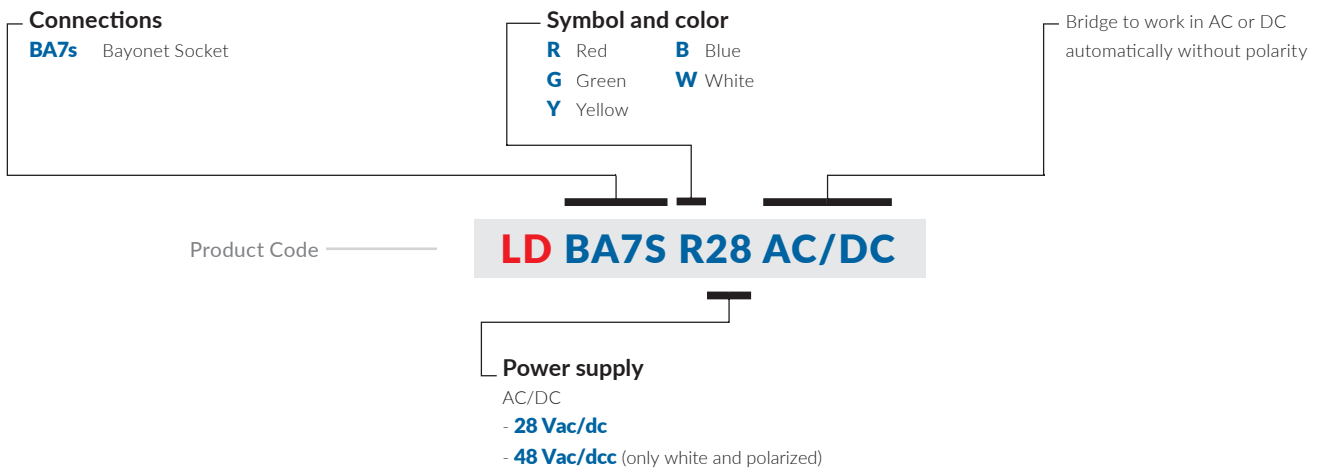 Connections
BA7s Bayonet Socket
Symbol and color
R Red B Blue
G Green W White
Y Yellow
Bridge to work in AC or DC
automatically without polarity
Product Code
LD BA7S R28 AC/DC
Power supply
AC/DC
- 28 Vac/dc
- 48 Vac/dcc (only white and polarized)